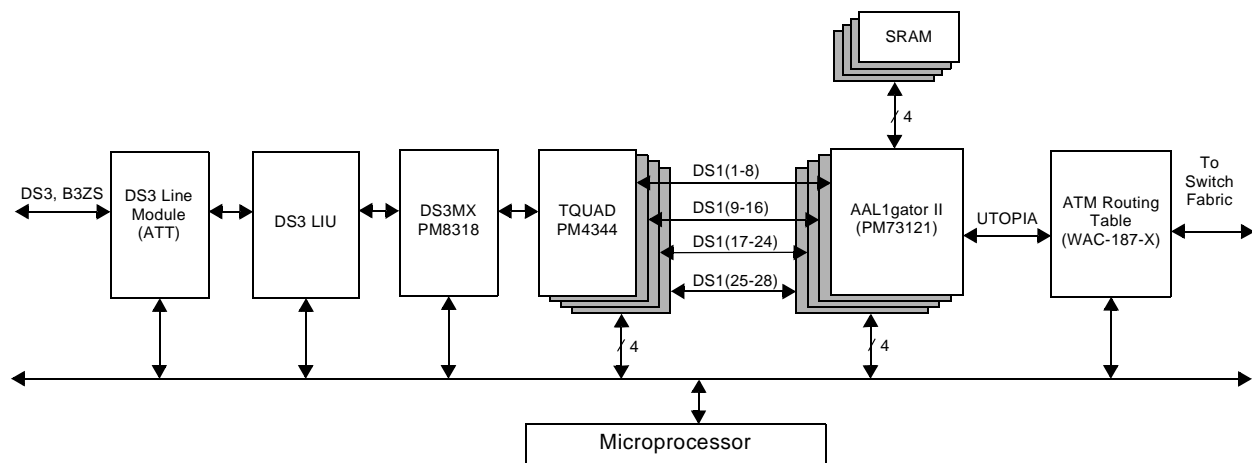 SRAM
4
DS3, B3ZS
DS3 Line
Module
(ATT)
DS3 LIU
DS3MX
PM8318
TQUAD
PM4344
DS1(1-8)
DS1(9-16)
DS1(17-24)
DS1(25-28)
AAL1gator II
(PM73121)
UTOPIA
ATM Routing
Table
(WAC-187-X)
To
Switch
Fabric
4
4
Microprocessor